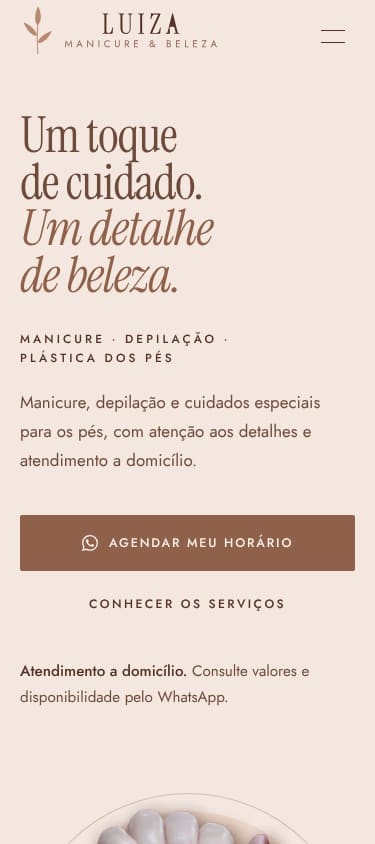 LUIZA
MANICURE & BELEZA
Um toque
de cuidado.
Um detalhe
de beleza.
MANICURE · DEPILAÇÃO ·
PLÁSTICA DOS PÉS
Manicure, depilação e cuidados especiais
para os pés, com atenção aos detalhes e
atendimento a domicílio.
AGENDAR MEU HORÁRIO
CONHECER OS SERVIÇOS
Atendimento a domicílio. Consulte valores e
disponibilidade pelo WhatsApp.